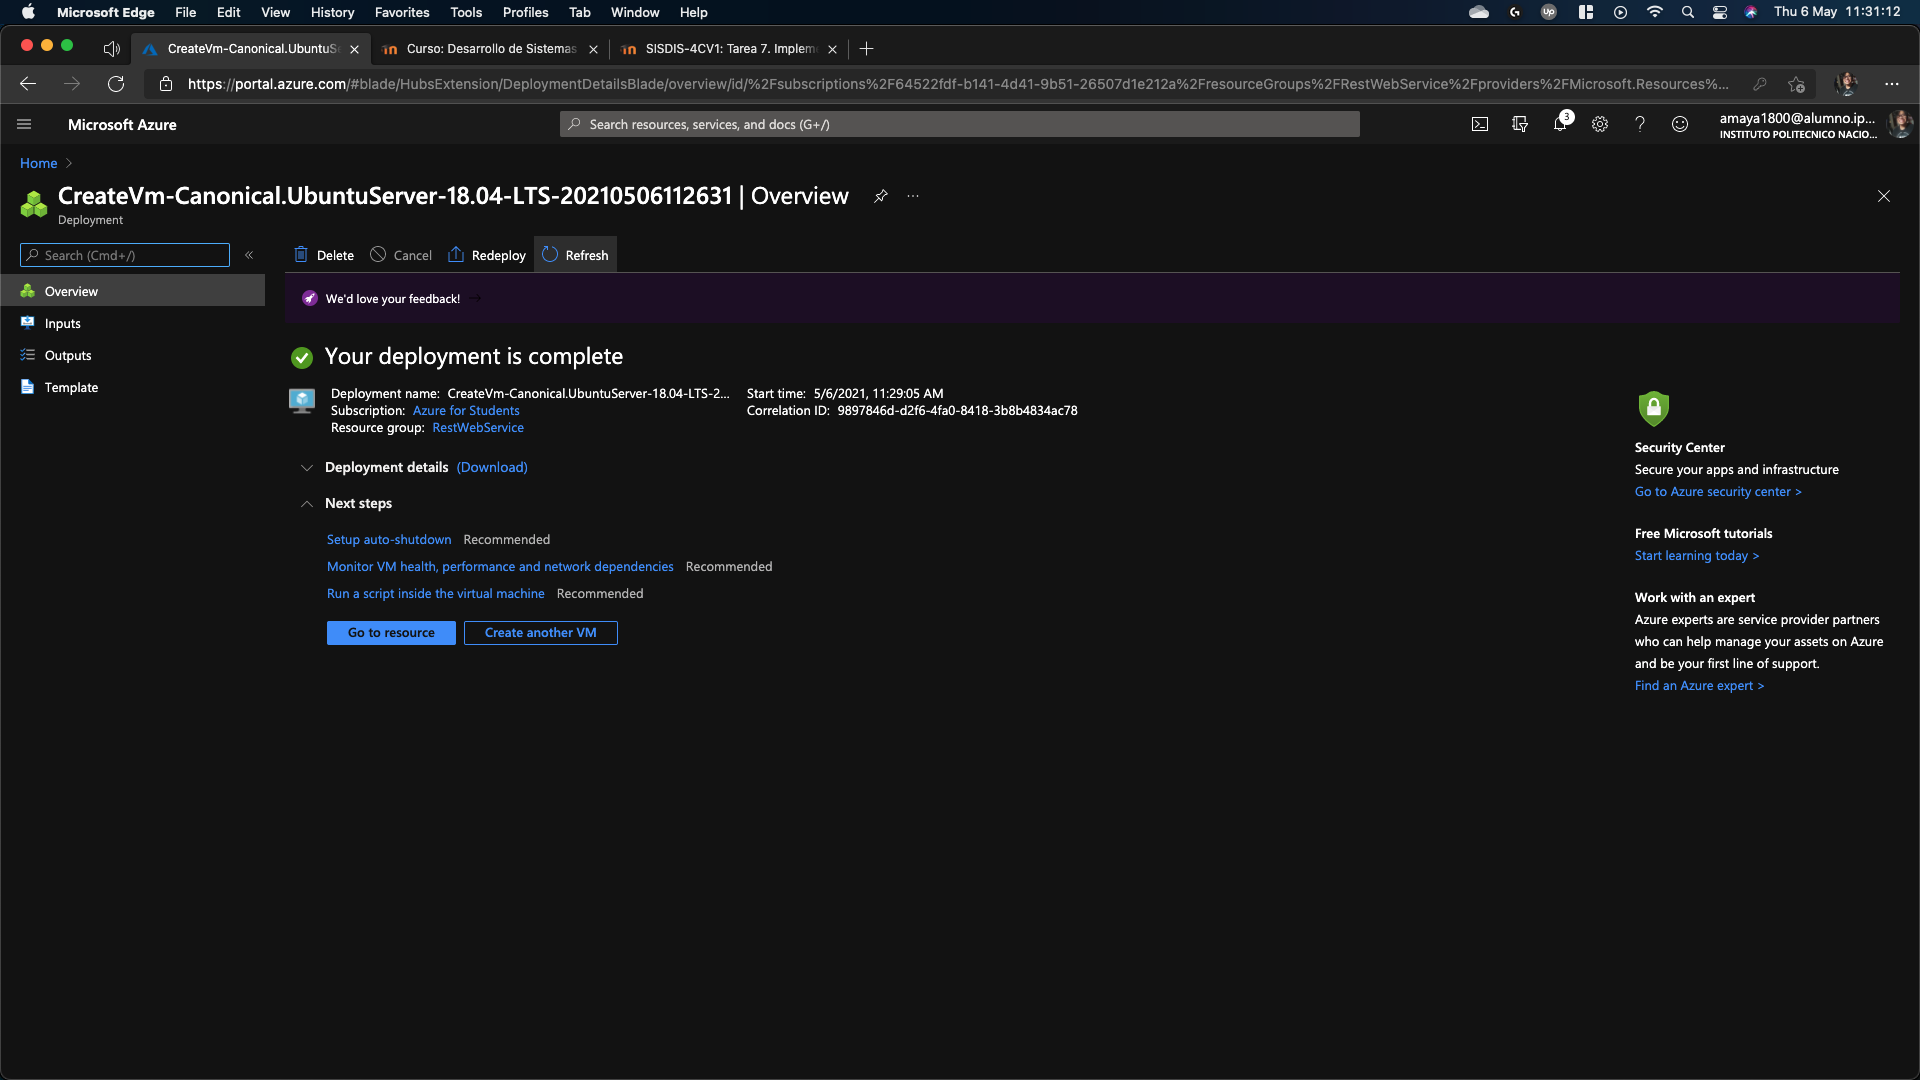 Microsoft Edge File Edit View History Favorites Tools Profiles Tab Window Help Thu 6 May 11:31:12
CreateVm-Canonical.UbuntuS
Curso: Desarrollo de Sistemas
SISDIS-4CV1: Tarea 7. Implem
https://portal.azure.com/#blade/HubsExtension/DeploymentDetailsBlade/overview/id/%2Fsubscriptions%2F64522fdf-b141-4d41-9b51-26507d1e212a%2FresourceGroups%2FRestWebService%2Fproviders%2FMicrosoft.Resources%...
Microsoft Azure
Search resources, services, and docs (G+/)
3
amaya1800@alumno.ip...
INSTITUTO POLITECNICO NACIO...
Home >
CreateVm-Canonical.UbuntuServer-18.04-LTS-20210506112631 | Overview
Deployment
Search (Cmd+/)
Delete Cancel Redeploy Refresh
Overview
Inputs
Outputs
Template
We'd love your feedback! →
Your deployment is complete
Deployment name: CreateVm-Canonical.UbuntuServer-18.04-LTS-2...
Subscription: Azure for Students
Resource group: RestWebService
Start time: 5/6/2021, 11:29:05 AM
Correlation ID: 9897846d-d2f6-4fa0-8418-3b8b4834ac78
Deployment details (Download)
Next steps
Setup auto-shutdown Recommended
Monitor VM health, performance and network dependencies Recommended
Run a script inside the virtual machine Recommended
Go to resource
Create another VM
Security Center
Secure your apps and infrastructure
Go to Azure security center >
Free Microsoft tutorials
Start learning today >
Work with an expert
Azure experts are service provider partners
who can help manage your assets on Azure
and be your first line of support.
Find an Azure expert >